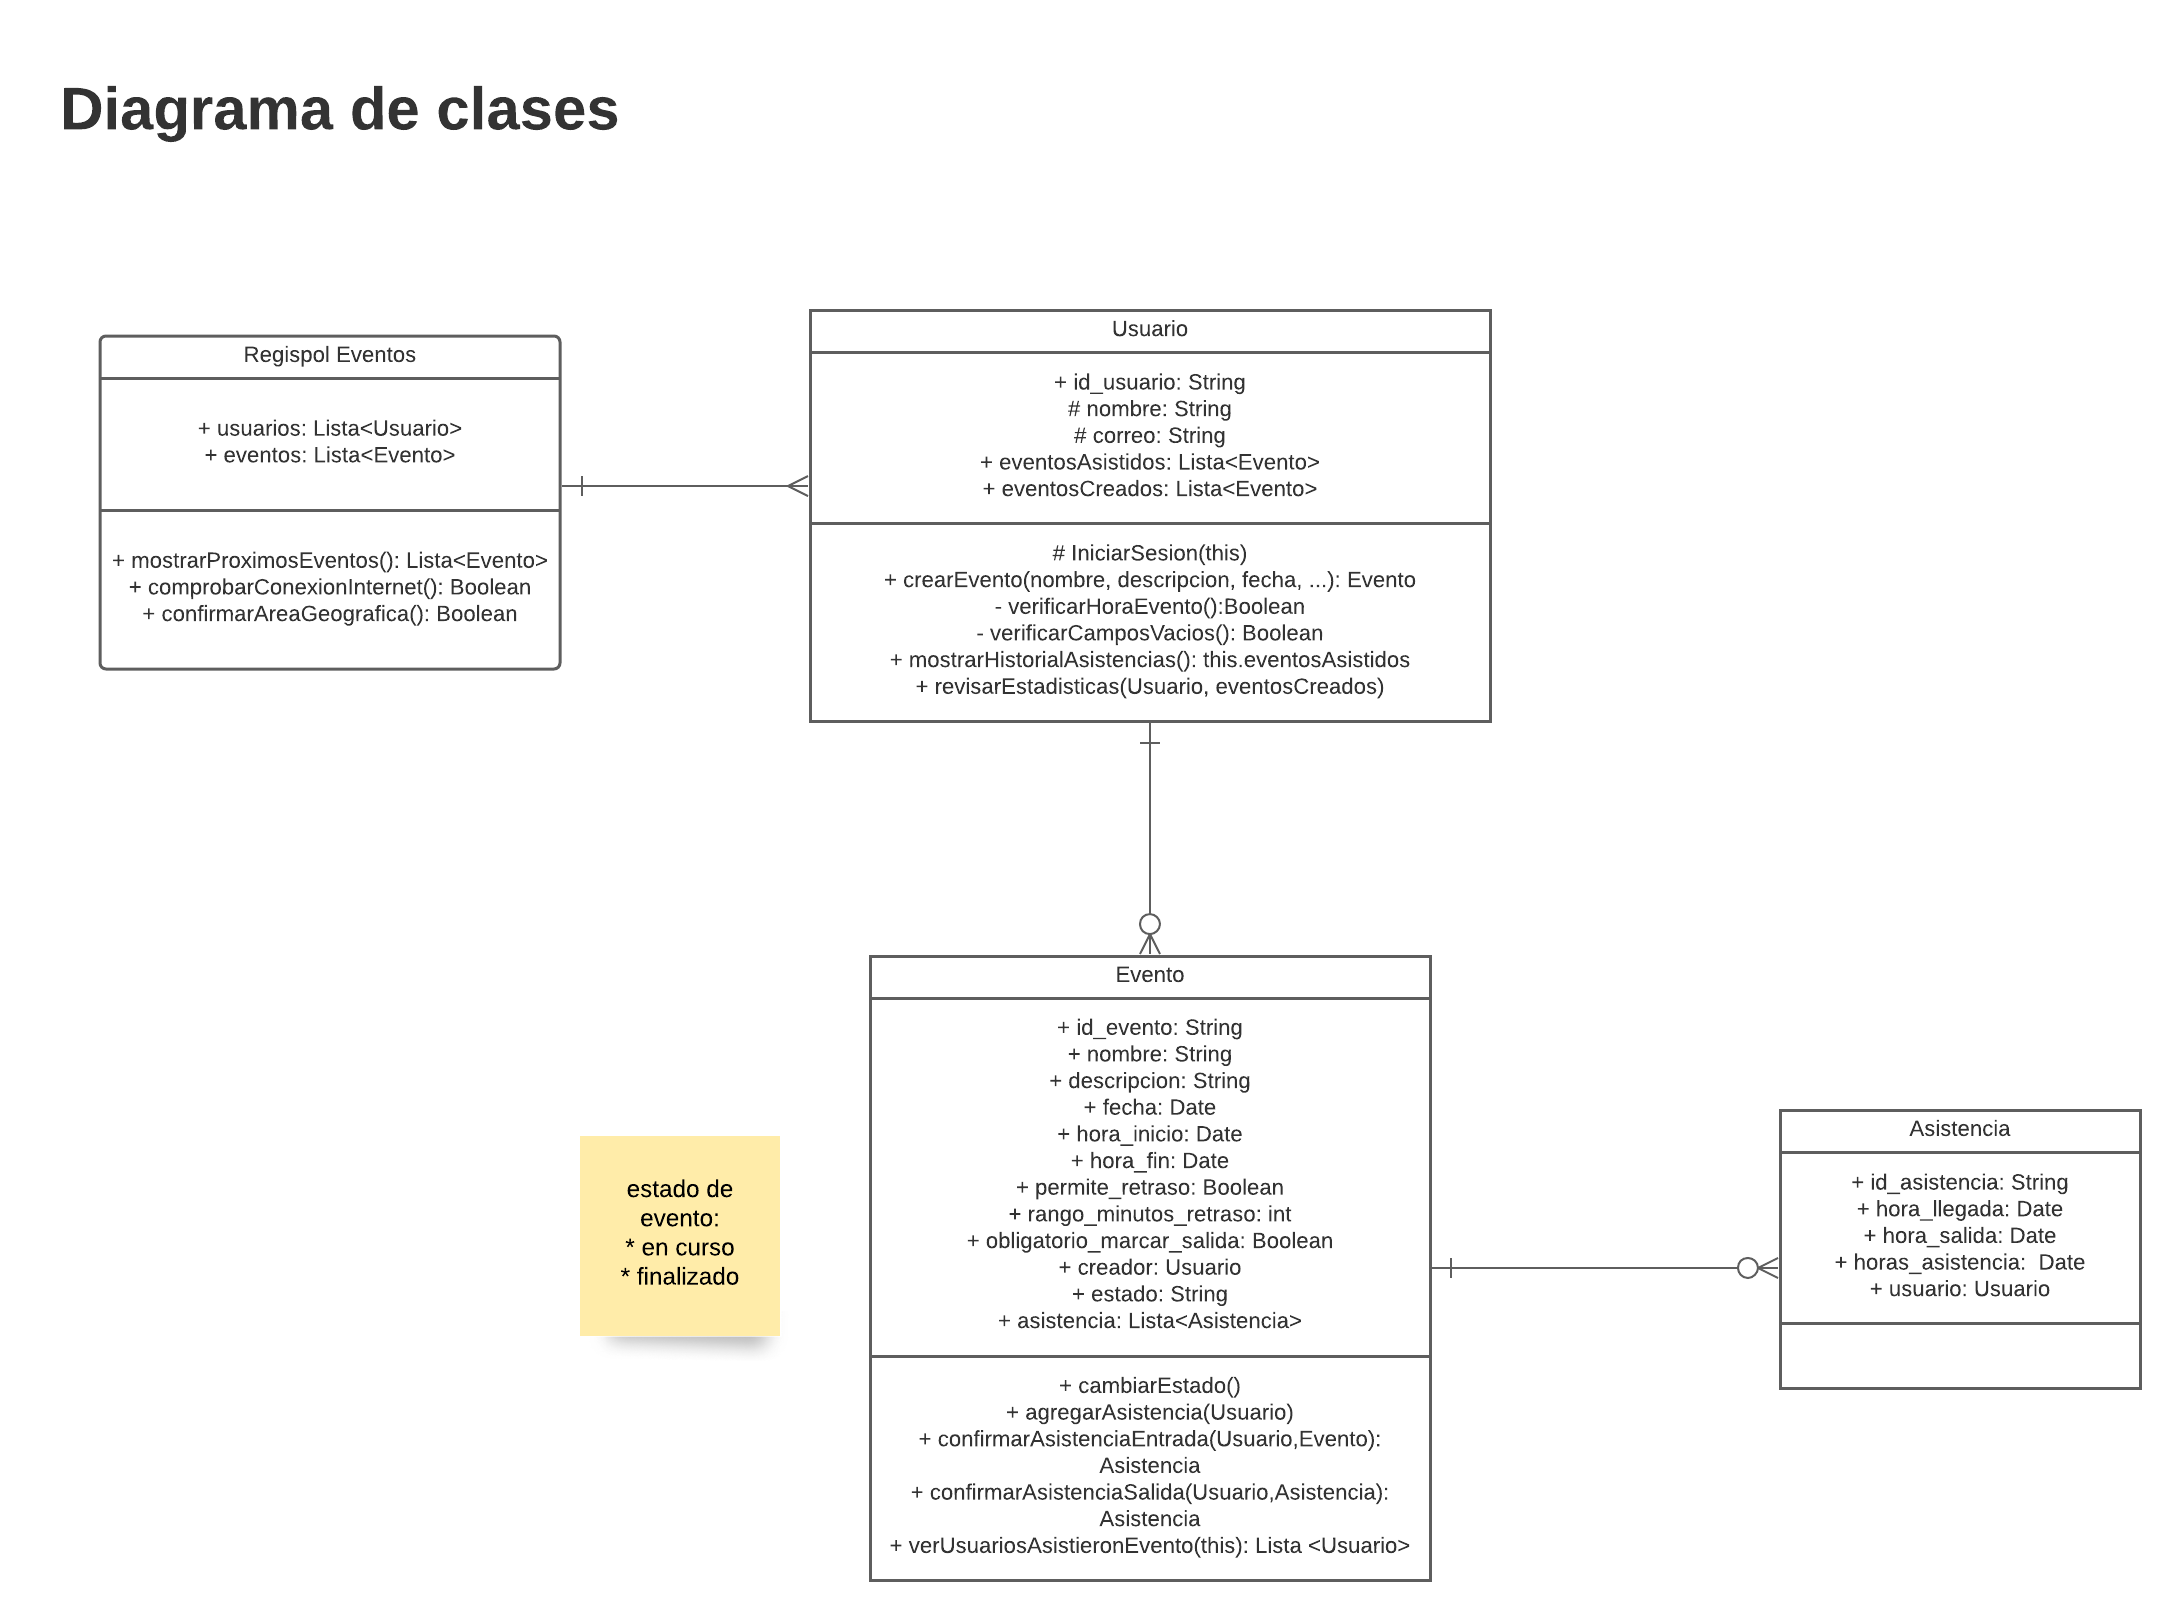 Diagrama de clases
Regispol Eventos
+ usuarios: Lista<Usuario>
+ eventos: Lista<Evento>
+ mostrarProximosEventos(): Lista<Evento>
+ comprobarConexionInternet(): Boolean
+ confirmarAreaGeografica(): Boolean
Usuario
+ id_usuario: String
# nombre: String
# correo: String
+ eventosAsistidos: Lista<Evento>
+ eventosCreados: Lista<Evento>
# IniciarSesion(this)
+ crearEvento(nombre, descripcion, fecha, ...): Evento
- verificarHoraEvento():Boolean
- verificarCamposVacios(): Boolean
+ mostrarHistorialAsistencias(): this.eventosAsistidos
+ revisarEstadisticas(Usuario, eventosCreados)
estado de
evento:
* en curso
* finalizado
Evento
+ id_evento: String
+ nombre: String
+ descripcion: String
+ fecha: Date
+ hora_inicio: Date
+ hora_fin: Date
+ permite_retraso: Boolean
+ rango_minutos_retraso: int
+ obligatorio_marcar_salida: Boolean
+ creador: Usuario
+ estado: String
+ asistencia: Lista<Asistencia>
+ cambiarEstado()
+ agregarAsistencia(Usuario)
+ confirmarAsistenciaEntrada(Usuario,Evento):
Asistencia
+ confirmarAsistenciaSalida(Usuario,Asistencia):
Asistencia
+ verUsuariosAsistieronEvento(this): Lista <Usuario>
Asistencia
+ id_asistencia: String
+ hora_llegada: Date
+ hora_salida: Date
+ horas_asistencia:  Date
+ usuario: Usuario